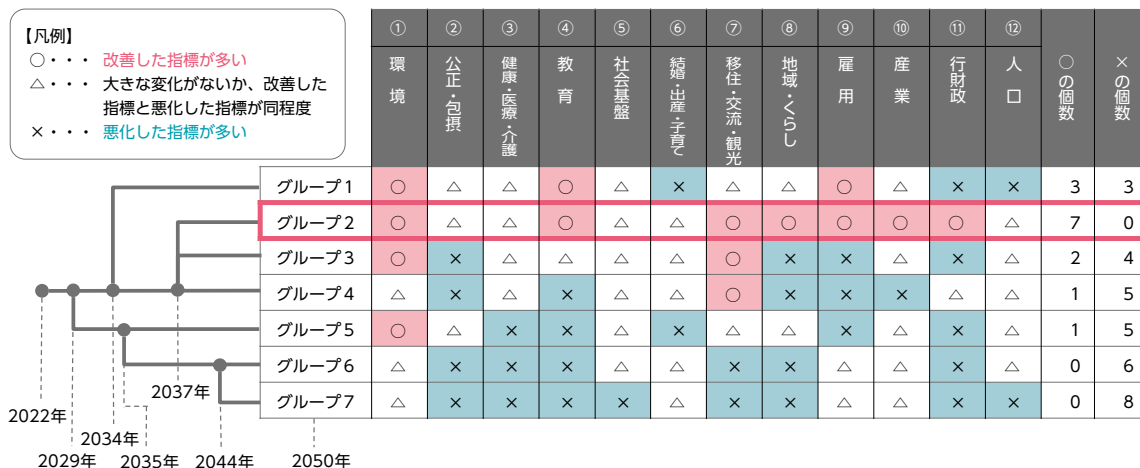 【凡例】
○・・・ 改善した指標が多い
△・・・ 大きな変化がないか、改善した
指標と悪化した指標が同程度
×・・・ 悪化した指標が多い
① ② ③ ④ ⑤ ⑥ ⑦ ⑧ ⑨ ⑩ ⑪ ⑫
環境 公正・包摂 健康・医療・介護 教育 社会基盤 結婚・出産・子育て 移住・交流・観光 地域・くらし 雇用 産業 行財政 人口 ○の個数 ×の個数
グループ1 ○ △ △ ○ △ × △ △ ○ △ × × 3 3
グループ2 ○ △ △ ○ △ △ ○ ○ ○ ○ ○ △ 7 0
グループ3 ○ × △ △ △ △ ○ × × △ × △ 2 4
グループ4 △ × △ × △ △ ○ × × × △ △ 1 5
グループ5 ○ △ × × △ × △ △ × △ × △ 1 5
グループ6 △ × × × △ △ × × △ △ × △ 0 6
グループ7 △ × × × × △ × × △ △ × × 0 8
2037年
2022年
2034年
2029年 2035年 2044年 2050年